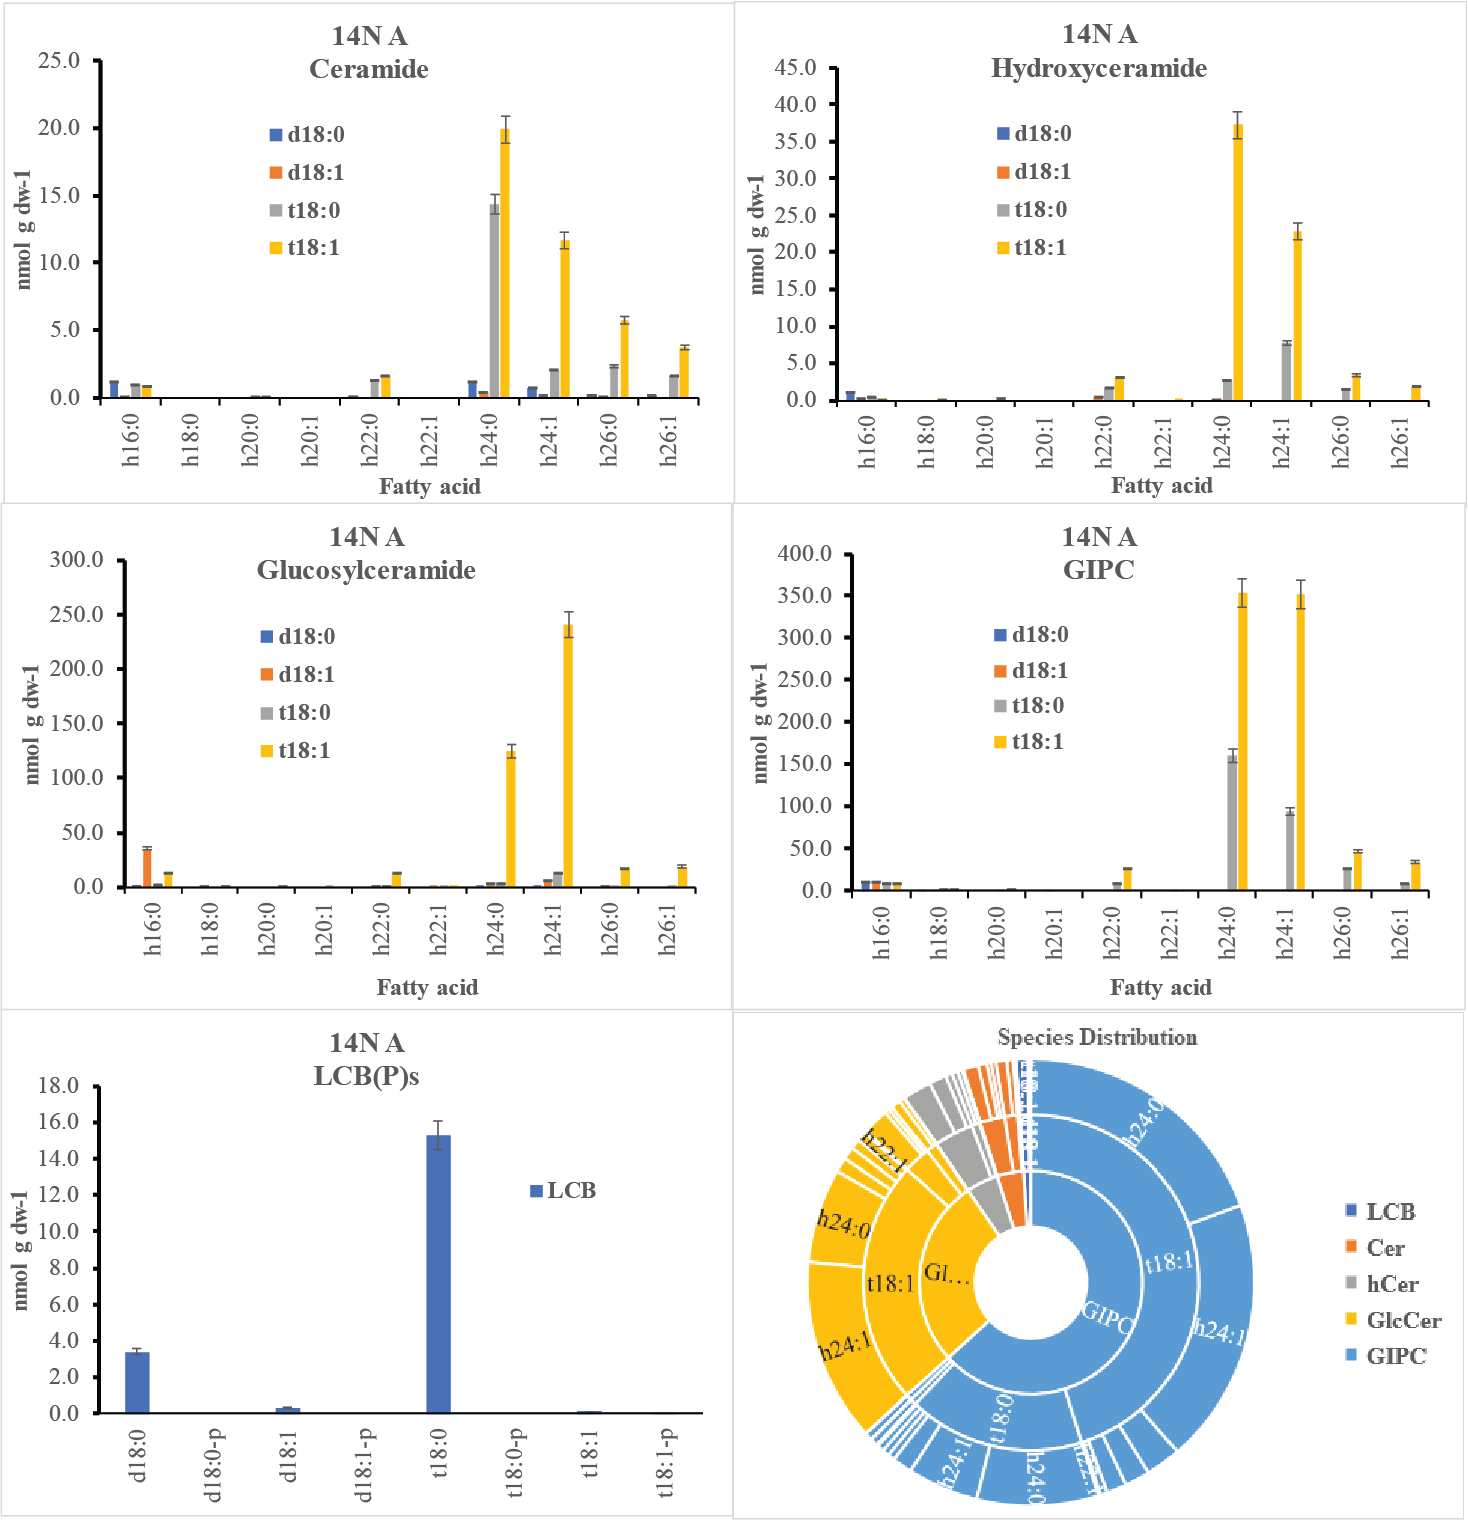 14N A
Ceramide
25.0
20.0
15.0
10.0
5.0
0.0
nmol g dw-1
d18:0
d18:1
t18:0
t18:1
h16:0
h18:0
h20:0
h20:1
h22:0
h22:1
h24:0
h24:1
h26:0
h26:1
Fatty acid
14N A
Hydroxyceramide
45.0
40.0
35.0
30.0
25.0
20.0
15.0
10.0
5.0
0.0
nmol g dw-1
d18:0
d18:1
t18:0
t18:1
h16:0
h18:0
h20:0
h20:1
h22:0
h22:1
h24:0
h24:1
h26:0
h26:1
Fatty acid
14N A
Glucosylceramide
300.0
250.0
200.0
150.0
100.0
50.0
0.0
nmol g dw-1
d18:0
d18:1
t18:0
t18:1
h16:0
h18:0
h20:0
h20:1
h22:0
h22:1
h24:0
h24:1
h26:0
h26:1
Fatty acid
14N A
GIPC
400.0
350.0
300.0
250.0
200.0
150.0
100.0
50.0
0.0
nmol g dw-1
d18:0
d18:1
t18:0
t18:1
h16:0
h18:0
h20:0
h20:1
h22:0
h22:1
h24:0
h24:1
h26:0
h26:1
Fatty acid
14N A
LCB(P)s
18.0
16.0
14.0
12.0
10.0
8.0
6.0
4.0
2.0
0.0
nmol g dw-1
LCB
d18:0
d18:0-p
d18:1
d18:1-p
t18:0
t18:0-p
t18:1
t18:1-p
Species Distribution
h24:0
t18:1
h24:1
GIPC
t18:0
h22:1
h24:0
h24:1
Gl...
t18:1
h24:1
h24:0
h22:1
LCB
Cer
hCer
GlcCer
GIPC